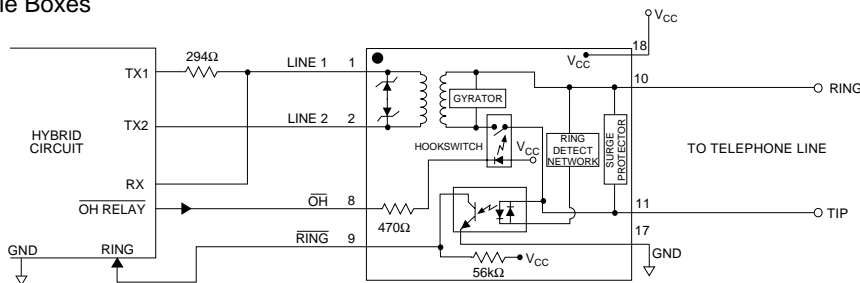 le Boxes
VCC
18
VCC
294Ω
TX1
LINE 1
1
10
RING
GYRATOR
TX2
LINE 2
2
HYBRID
CIRCUIT
HOOKSWITCH
VCC
RING
DETECT
NETWORK
SURGE
PROTECTOR
TO TELEPHONE LINE
RX
OH RELAY
OH
8
470Ω
11
TIP
17
GND
RING
RING
9
GND
56kΩ
VCC